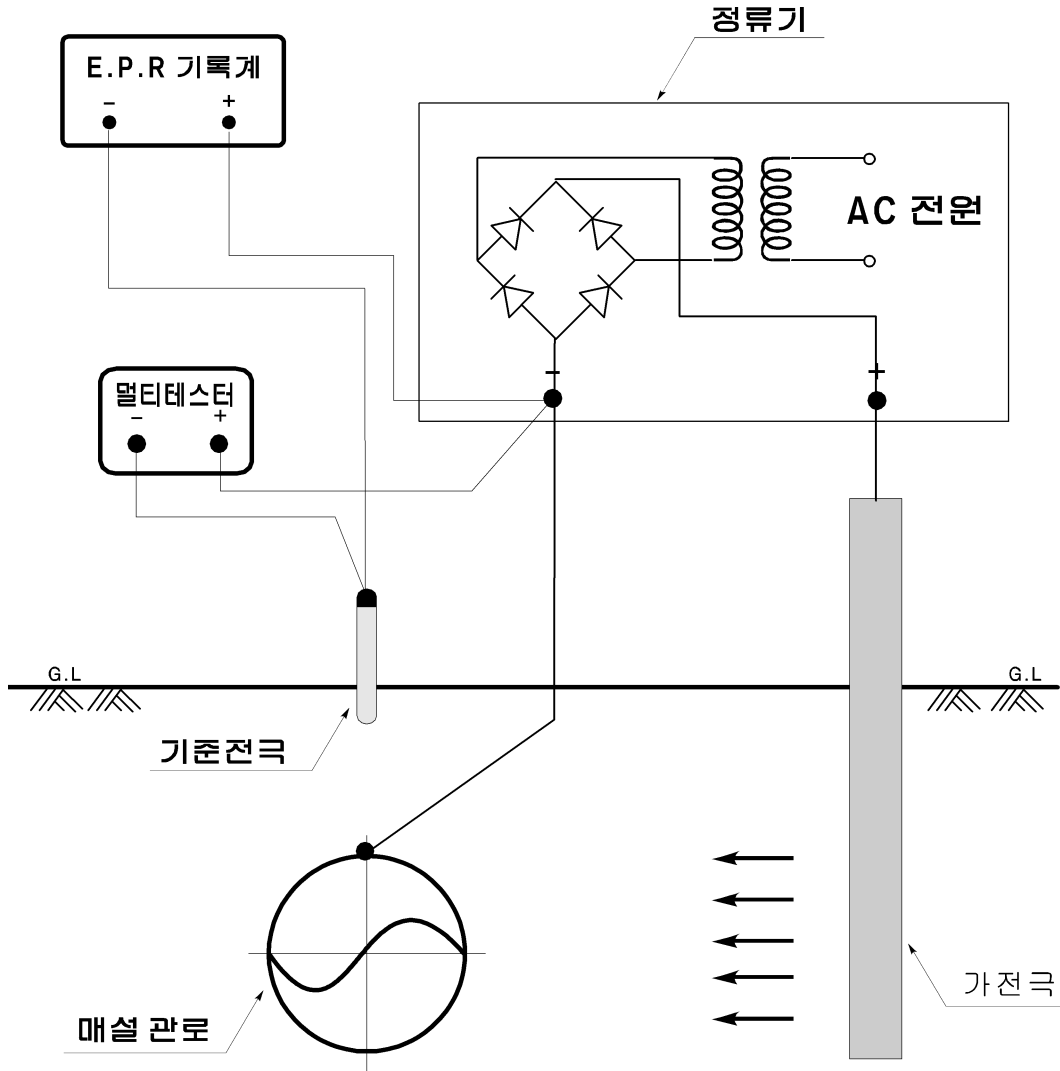 정류기
E.P.R 기록계
- +
AC 전원
멀티테스터
- +
- +
G.L
G.L
기준전극
가전극
매설 관로